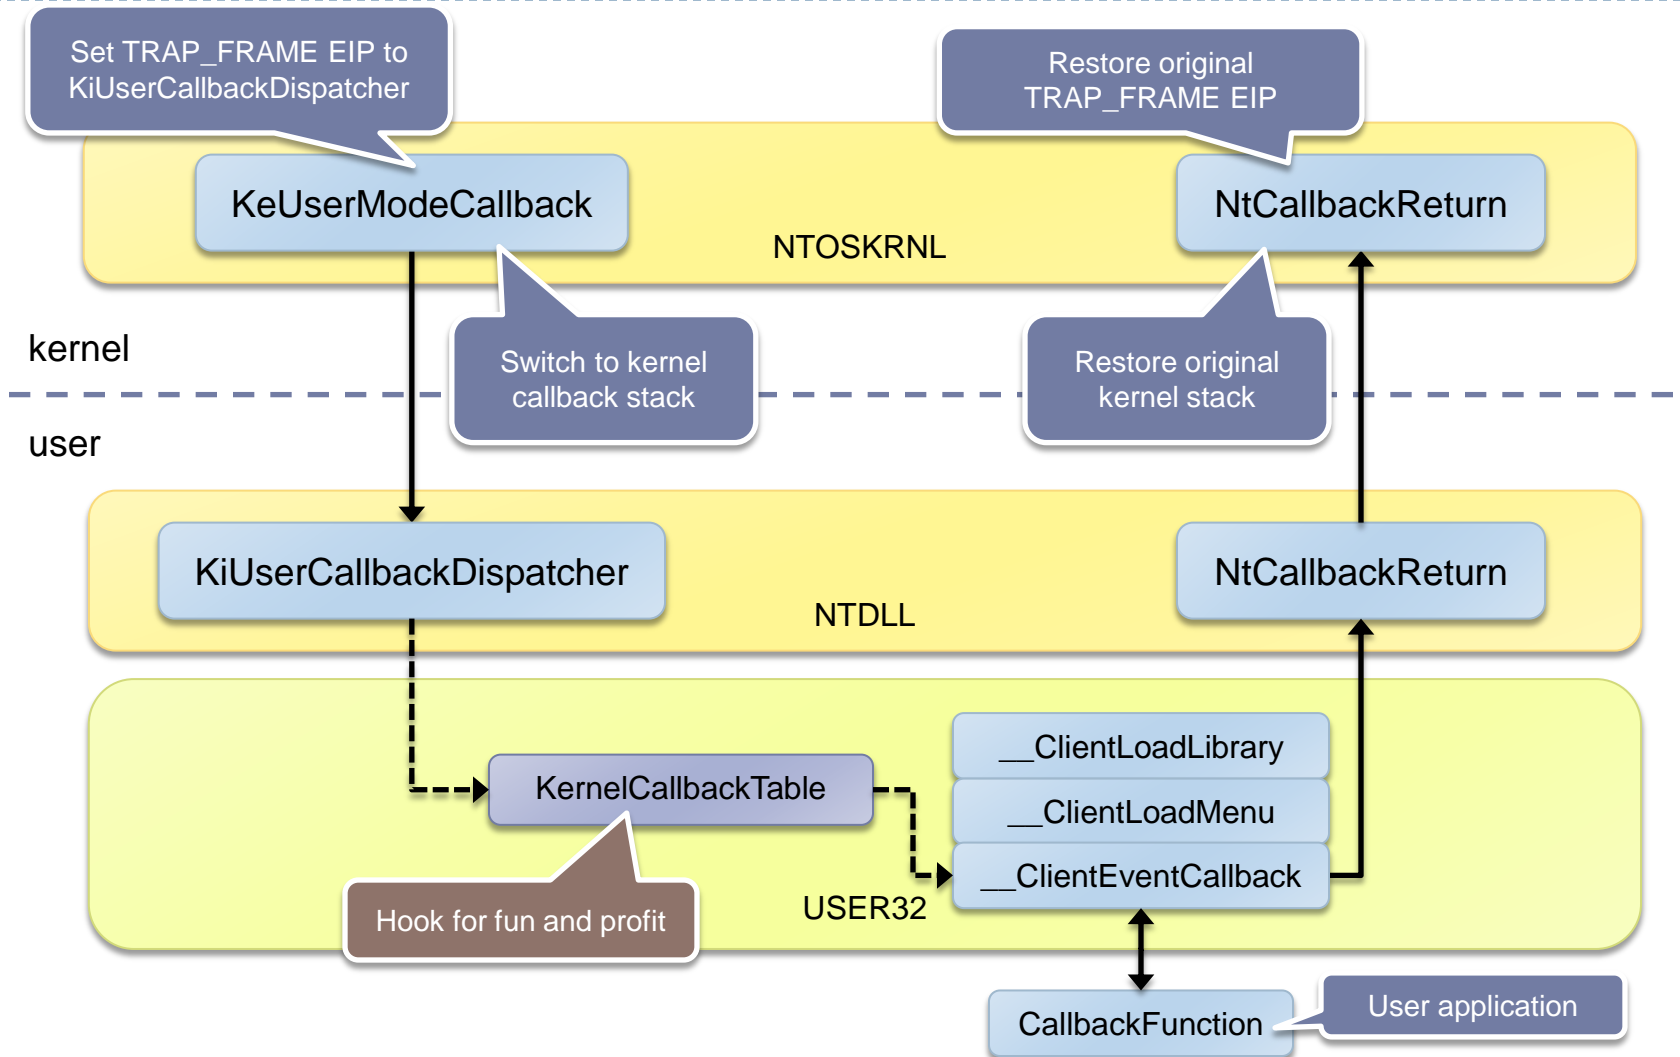 Set TRAP_FRAME EIP to
KiUserCallbackDispatcher
Restore original
TRAP_FRAME EIP
KeUserModeCallback
NtCallbackReturn
NTOSKRNL
kernel
Switch to kernel
callback stack
Restore original
kernel stack
user
KiUserCallbackDispatcher
NtCallbackReturn
NTDLL
__ClientLoadLibrary
KernelCallbackTable
__ClientLoadMenu
__ClientEventCallback
Hook for fun and profit
USER32
CallbackFunction
User application